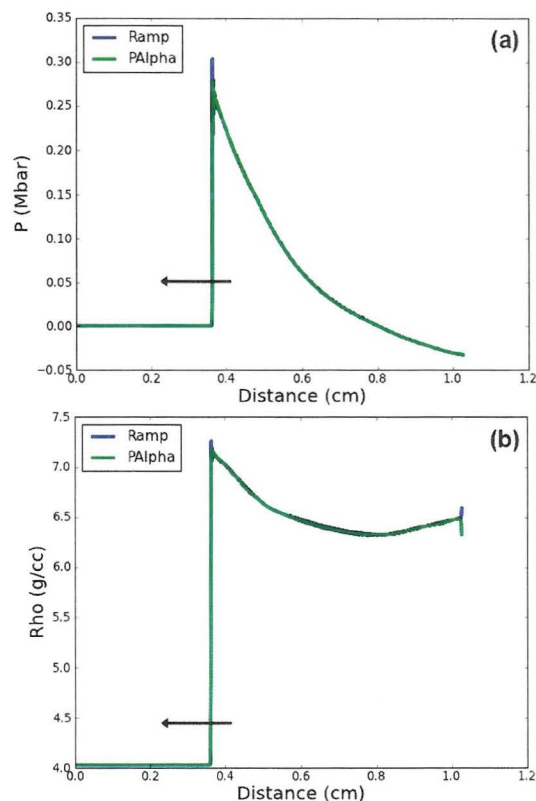 0.35
Ramp
PAlpha
(a)
0.30
0.25
0.20
P (Mbar)
0.15
0.10
0.05
0.00
−0.05
0.0 0.2 0.4 0.6 0.8 1.0 1.2
Distance (cm)
7.5
Ramp
PAlpha
(b)
7.0
6.5
6.0
Rho (g/cc)
5.5
5.0
4.5
4.0
0.0 0.2 0.4 0.6 0.8 1.0 1.2
Distance (cm)